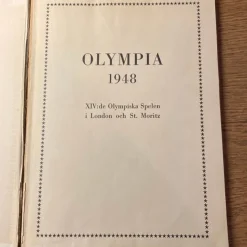 OLYMPIA
1948
XIV:de Olympiska Spelen
i London och St. Moritz